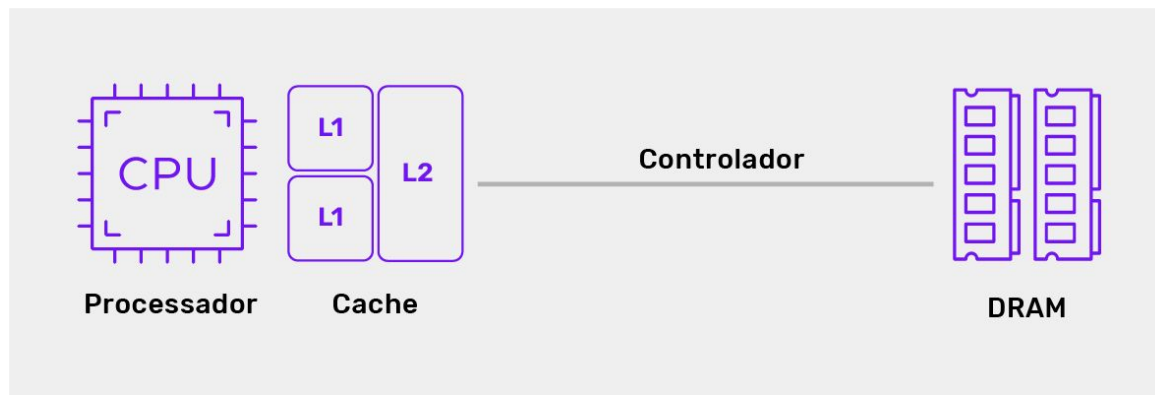 CPU
L1
L1
L2
Controlador
Processador
Cache
DRAM